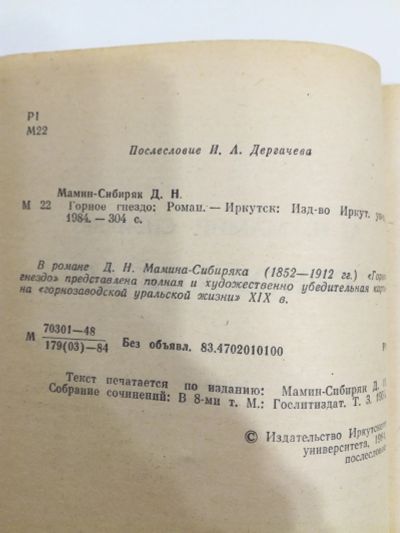 Р1
М22
Послесловие И. А. Дергачева
Мамин-Сибиряк Д. Н.
М 22 Горное гнездо: Роман.— Иркутск: Изд-во Иркут.
1984.— 304 с.
В романе Д. Н. Мамина-Сибиряка (1852—1912 гг.)
гнездо» представлена полная и художественно убедительная
на «горнозаводской уральской жизни» XIX в.
М 70301—48
179(03)—84 Без объявл. 83.4702010100
Текст печатается по изданию: Мамин-Сибиряк Д.
Собрание сочинений: В 8-ми т. М.: Гослитиздат. Т. 3.
© Издательство
университета,